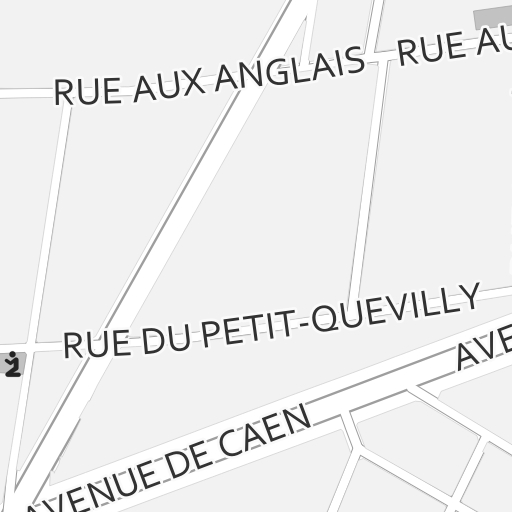 RUE AUX ANGLAIS
RUE AU
RUE DU PETIT-QUEVILLY
AVE
AVENUE DE CAEN